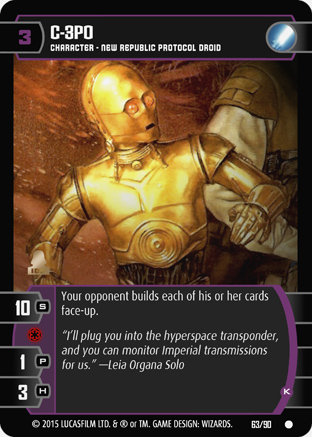 3
C-3PO
CHARACTER - NEW REPUBLIC PROTOCOL DROID
10 S
Your opponent builds each of his or her cards
face-up.
"I'll plug you into the hyperspace transponder,
and you can monitor Imperial transmissions
for us." —Leia Organa Solo
1 P
3 H
K
© 2015 LUCASFILM LTD. & ® or TM. GAME DESIGN: WIZARDS. 63/90